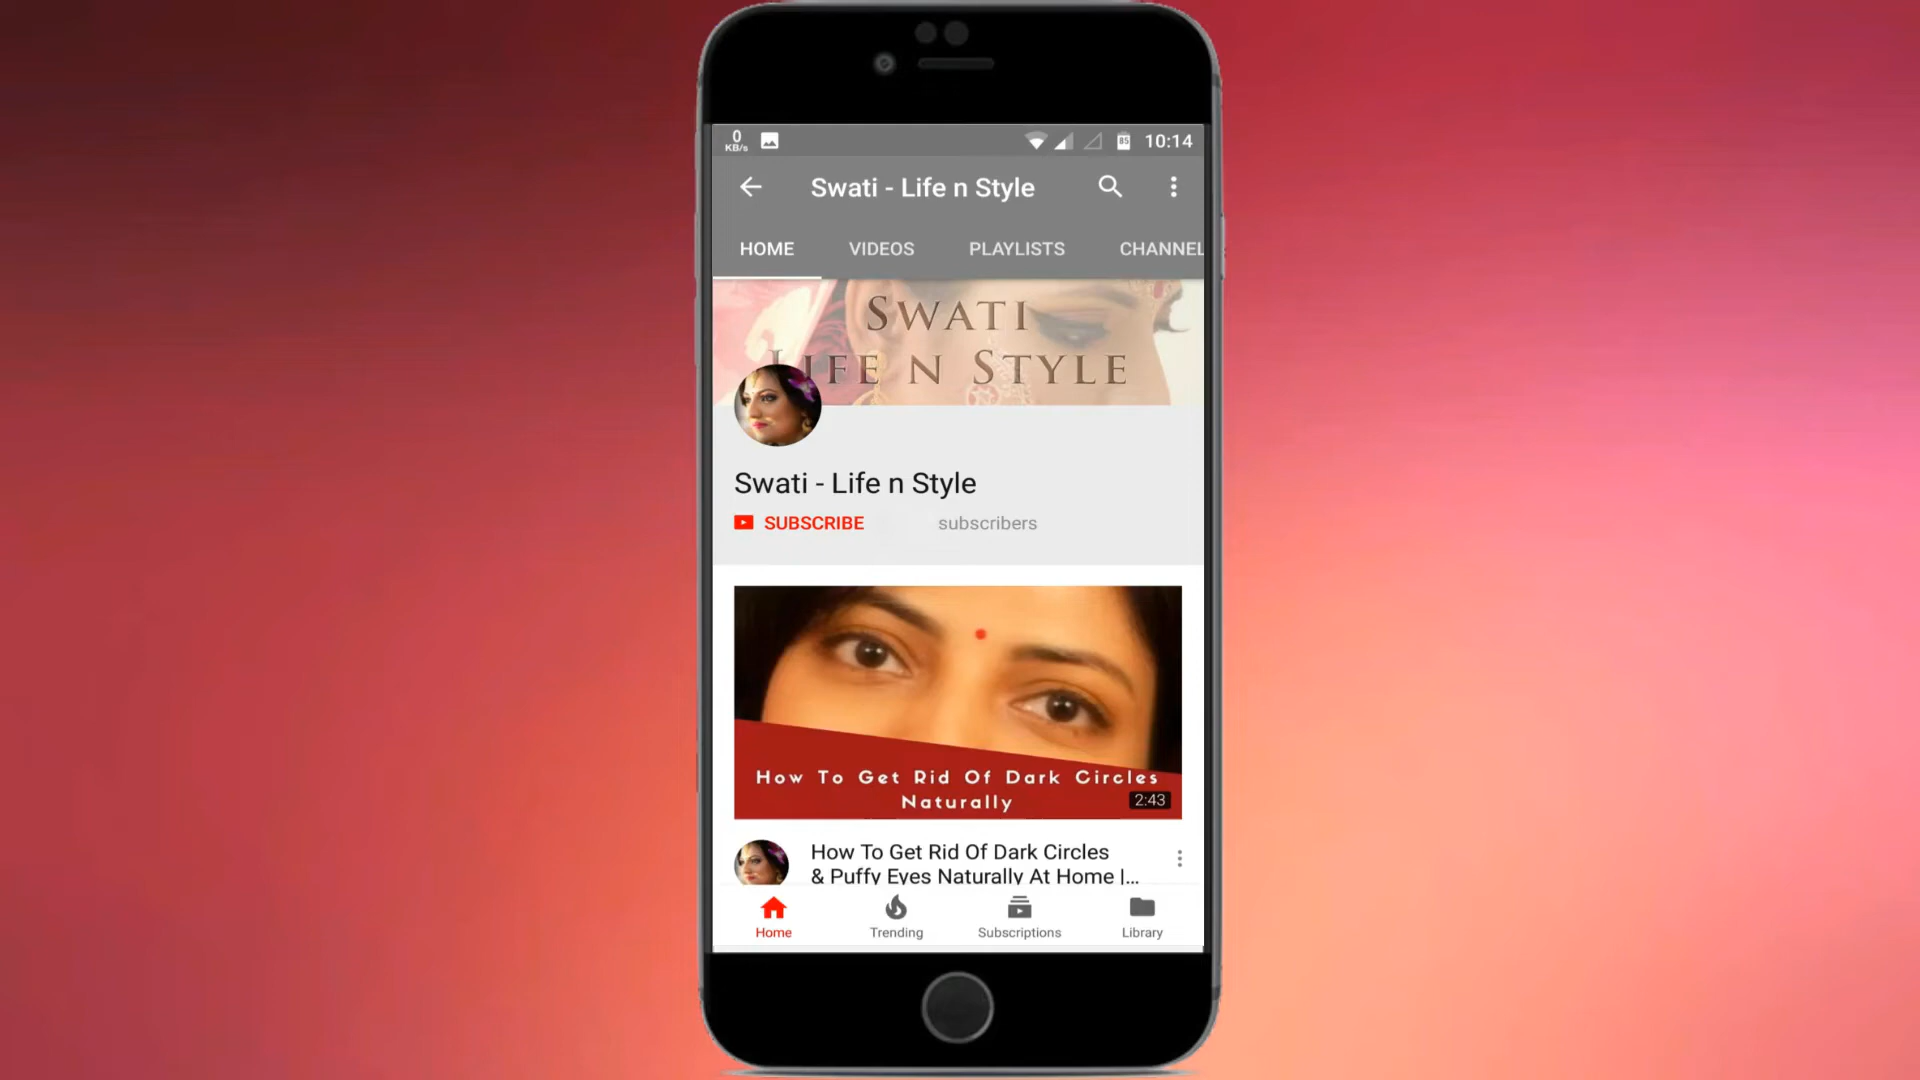 0
KB/s
85
10:14
Swati - Life n Style
HOME
VIDEOS
PLAYLISTS
CHANNEL
SWATI
LIFE N STYLE
Swati - Life n Style
SUBSCRIBE
subscribers
How To Get Rid Of Dark Circles
Naturally
2:43
How To Get Rid Of Dark Circles
& Puffy Eyes Naturally At Home |...
Home
Trending
Subscriptions
Library